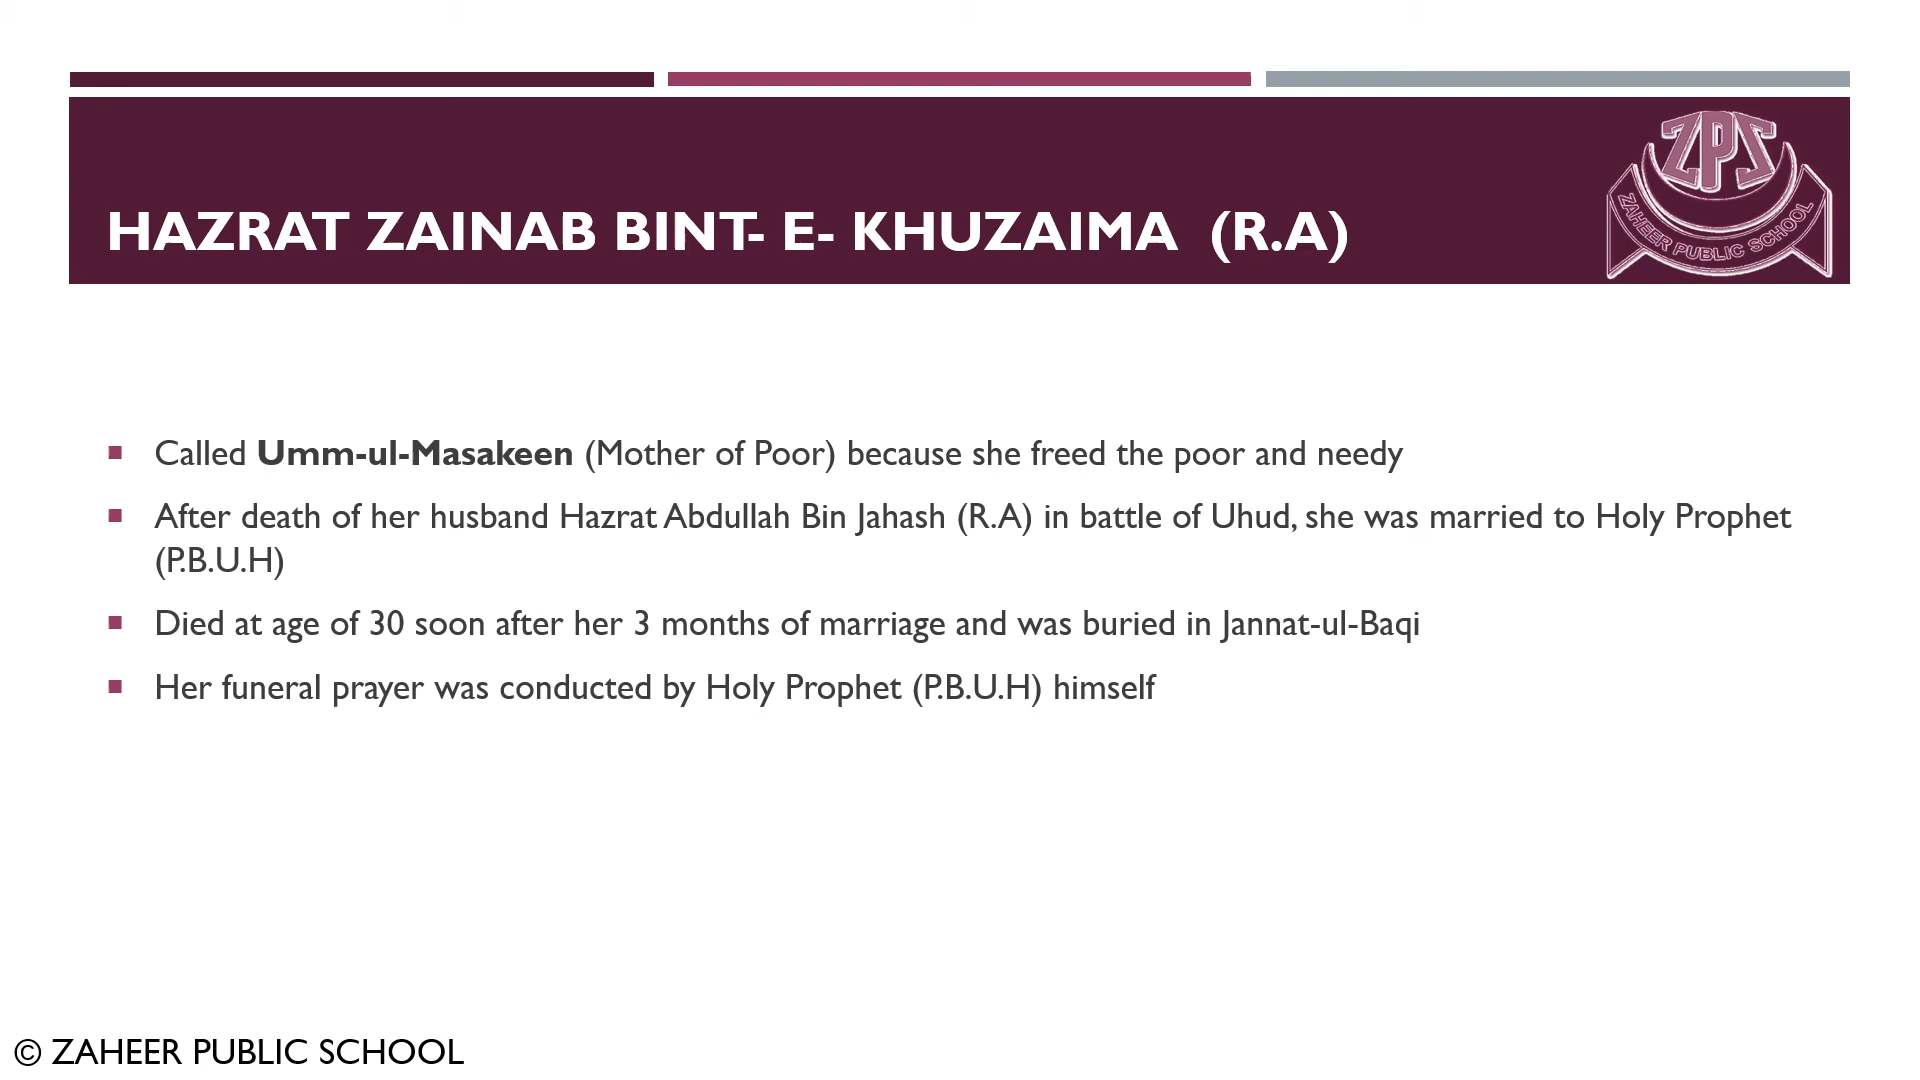 ZPS
ZAHEER PUBLIC SCHOOL
HAZRAT ZAINAB BINT- E- KHUZAIMA (R.A)
Called Umm-ul-Masakeen (Mother of Poor) because she freed the poor and needy
After death of her husband Hazrat Abdullah Bin Jahash (R.A) in battle of Uhud, she was married to Holy Prophet
(P.B.U.H)
Died at age of 30 soon after her 3 months of marriage and was buried in Jannat-ul-Baqi
Her funeral prayer was conducted by Holy Prophet (P.B.U.H) himself
© ZAHEER PUBLIC SCHOOL